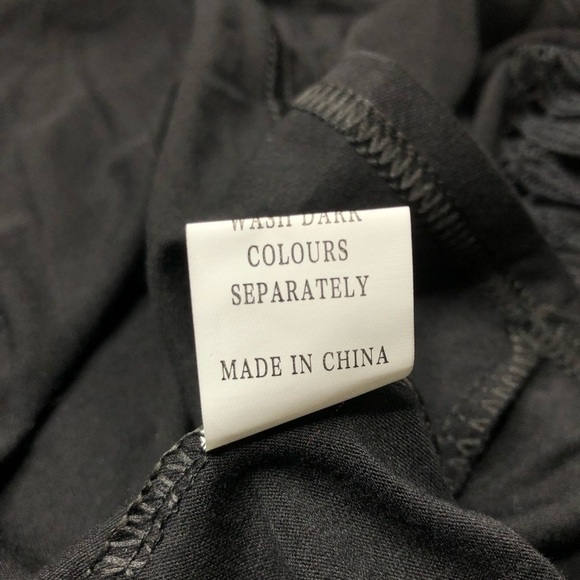 WASH DARK
COLOURS
SEPARATELY
MADE IN CHINA